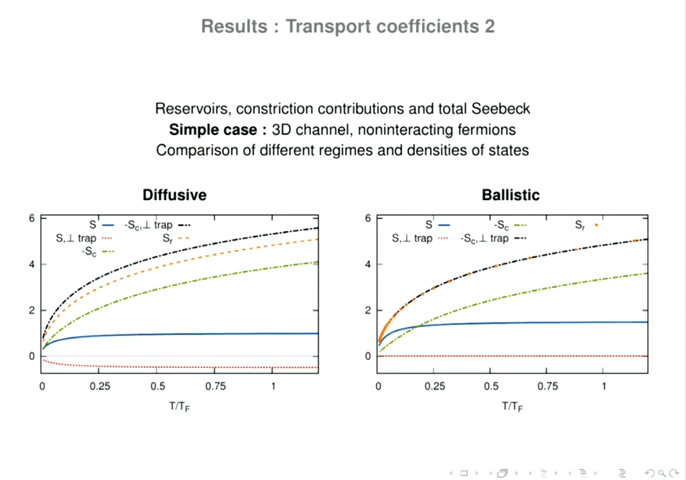 Results : Transport coefficients 2
Reservoirs, constriction contributions and total Seebeck
Simple case : 3D channel, noninteracting fermions
Comparison of different regimes and densities of states
Diffusive
6
4
2
0
S
S,⊥ trap
-Sc
-Sc,⊥ trap
Sr
0 0.25 0.5 0.75 1
T/TF
Ballistic
6
4
2
0
S
S,⊥ trap
-Sc
-Sc,⊥ trap
Sr
0 0.25 0.5 0.75 1
T/TF